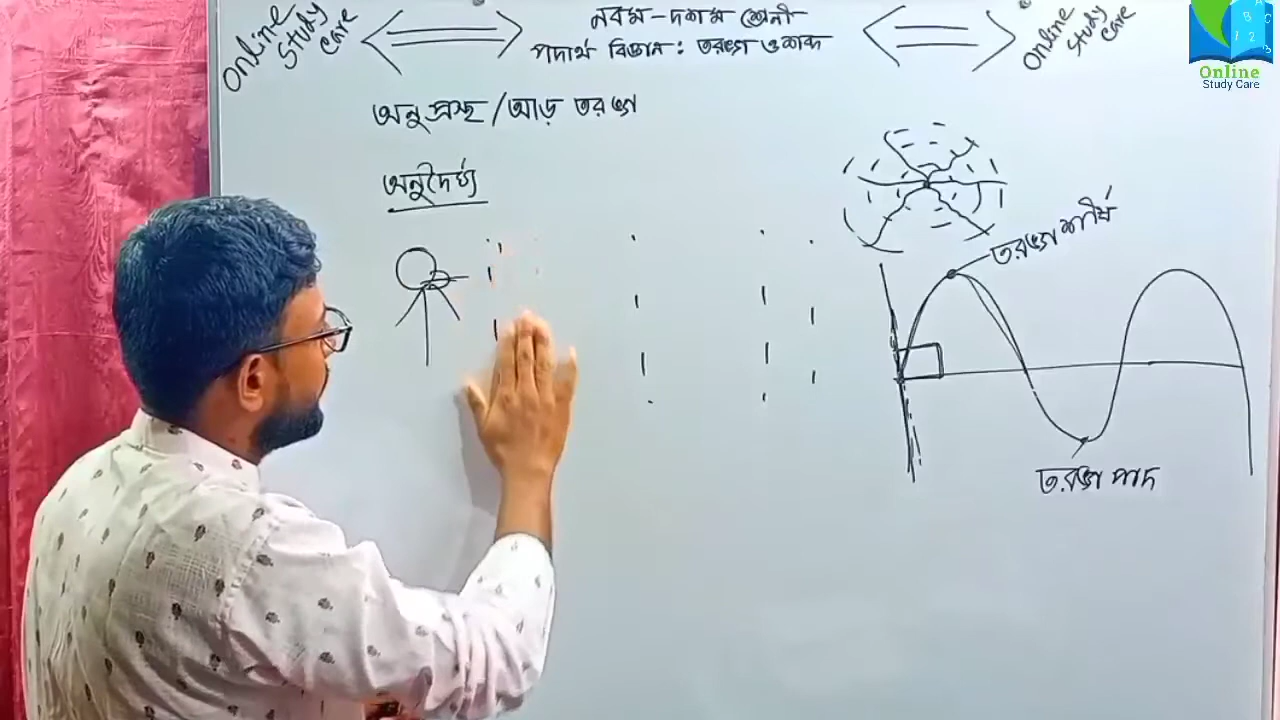 Online
Study
Care
নবম-দশম শ্রেনী
পদার্থ বিজ্ঞান : তরঙ্গ ও শব্দ
Online
Study
Care
Online
Study Care
অনুপ্রস্থ/আড় তরঙ্গ
অনুদৈর্ঘ্য
তরঙ্গ শীর্ষ
তরঙ্গ পাদ